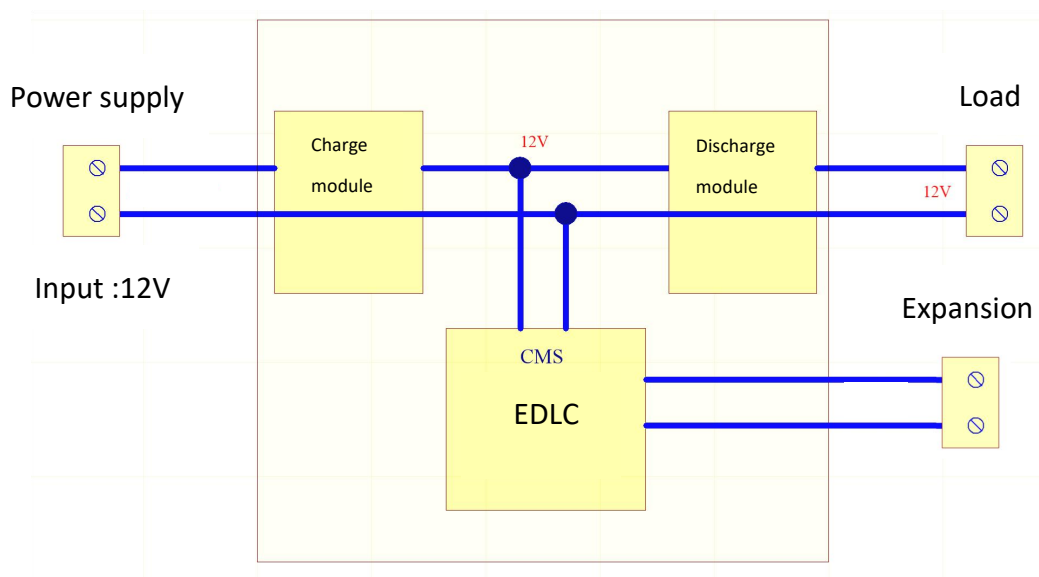 Power supply
Load
Charge
module
12V
Discharge
module
12V
Input :12V
Expansion
CMS
EDLC